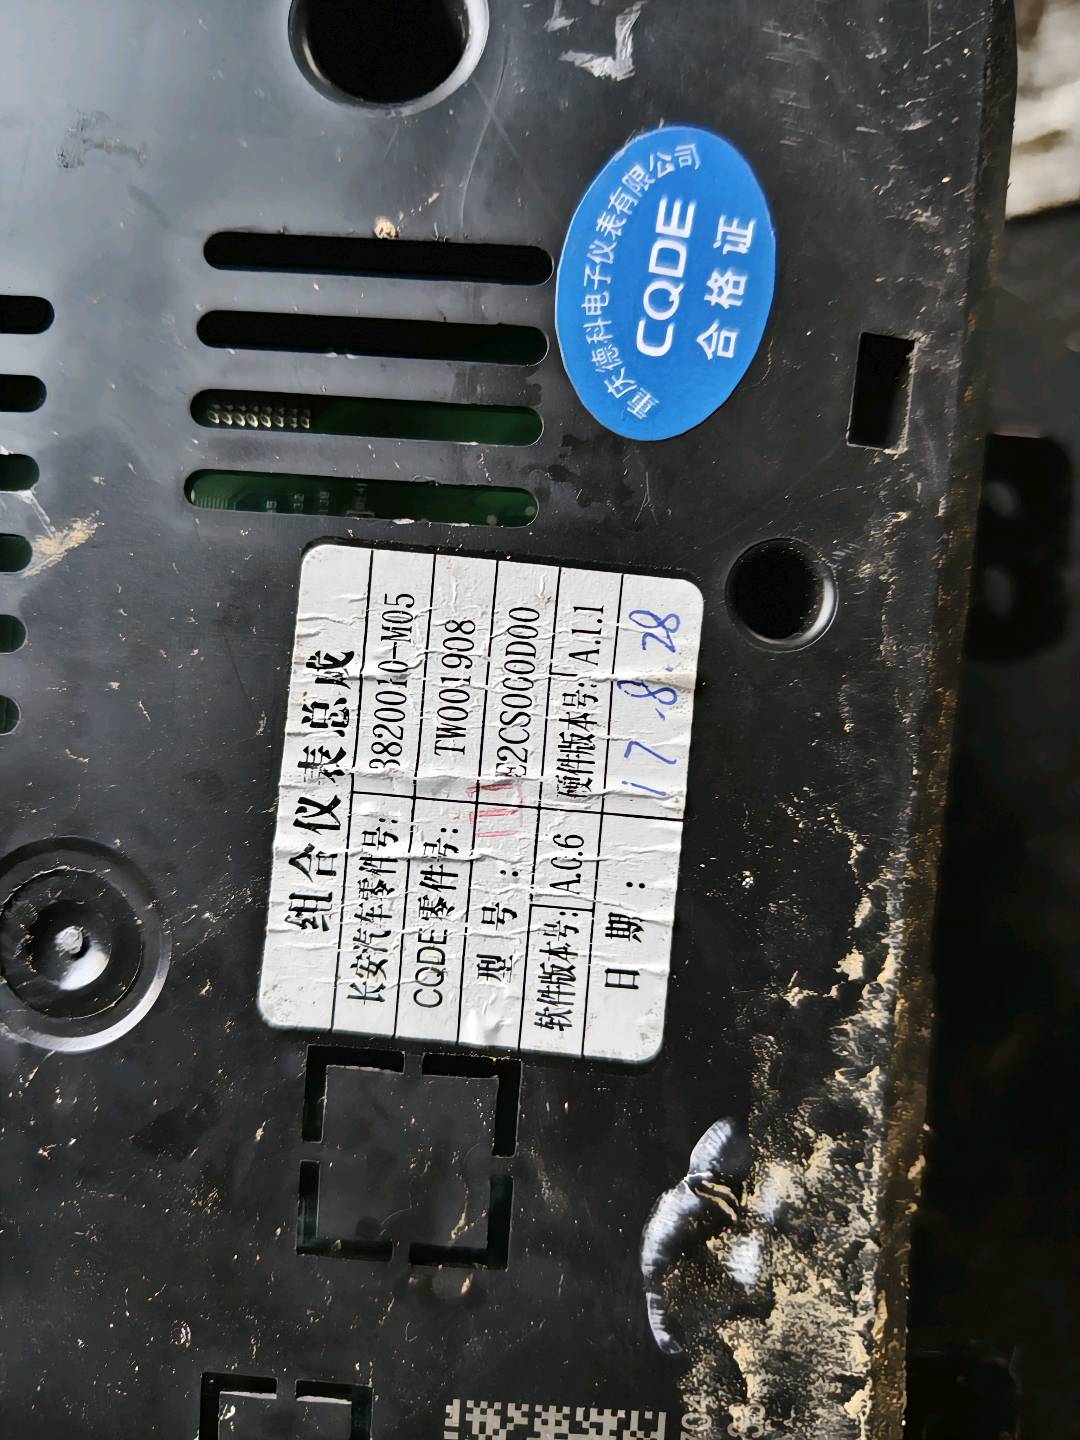 重庆德科电子仪表有限公司
CQDE
合格证
组合仪表总成
长安汽车零件号: 3820010-M05
CQDE零件号: TW001908
型 号: E2CS0C0D00
软件版本号: A.0.6 硬件版本号: A.1.1
日 期: 17.8.28